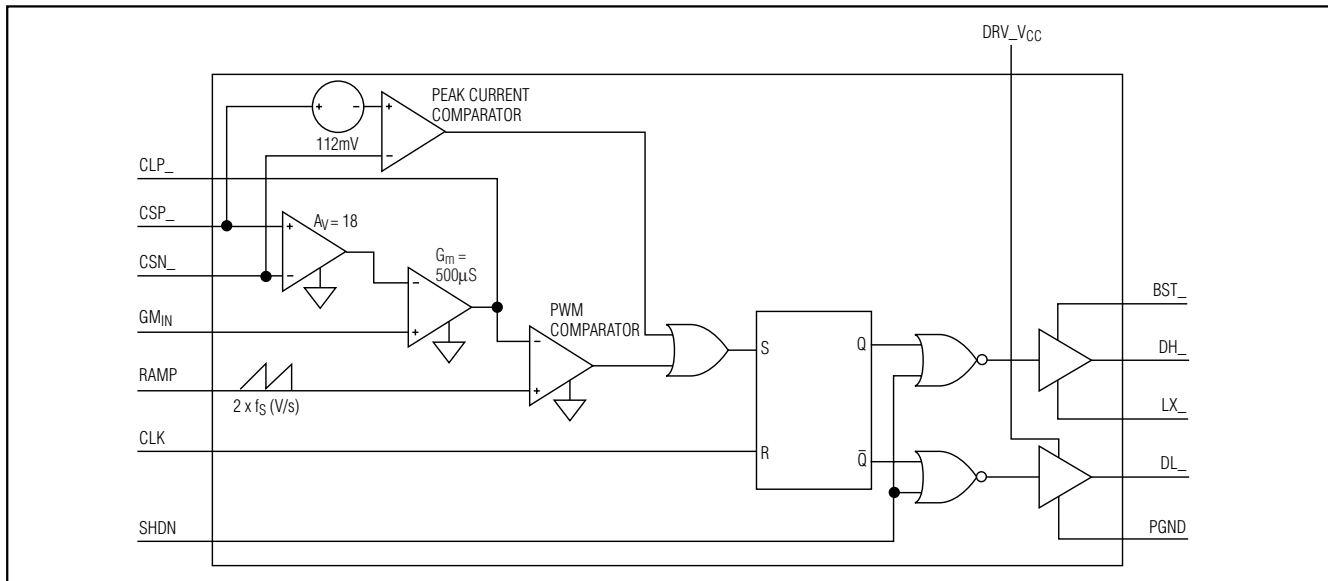 DRV_VCC
PEAK CURRENT
COMPARATOR
+
−
+
−
112mV
CLP_
CSP_
AV = 18
+
CSN_
−
Gm =
500μS
−
GMIN
+
PWM
COMPARATOR
−
RAMP
+
2 x fS (V/s)
CLK
SHDN
S
Q
R
Q̄
BST_
DH_
LX_
DL_
PGND